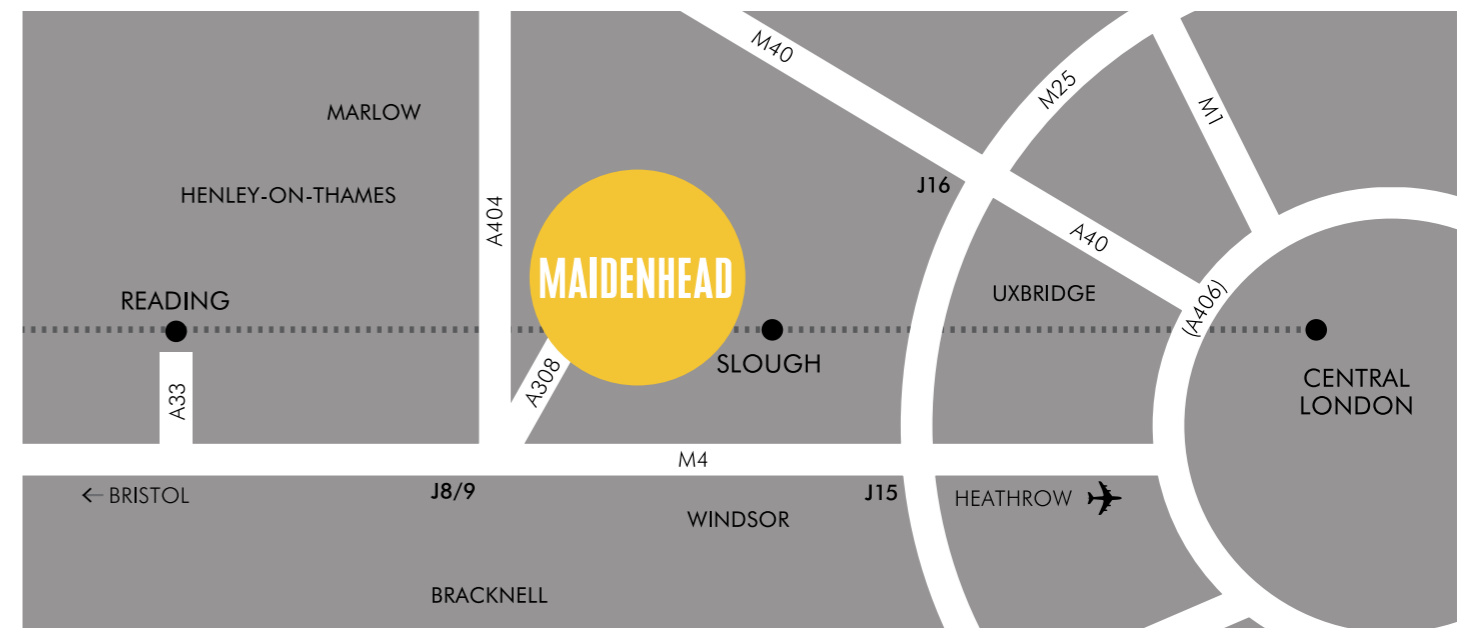 M40
M25
M1
MARLOW
J16
HENLEY-ON-THAMES
A404
A40
MAIDENHEAD
UXBRIDGE
READING
(A406)
SLOUGH
A308
A33
CENTRAL
LONDON
M4
← BRISTOL
J8/9
J15
HEATHROW
WINDSOR
BRACKNELL